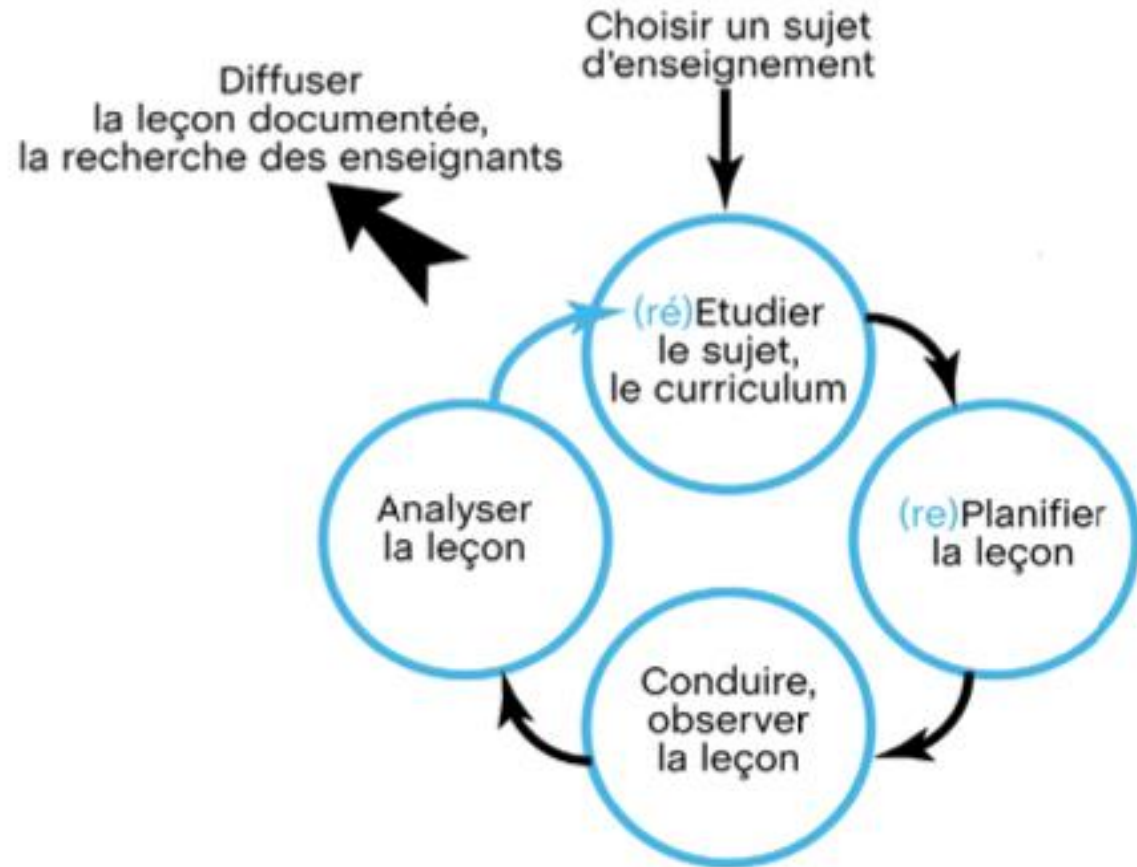 Choisir un sujet
d'enseignement
Diffuser
la leçon documentée,
la recherche des enseignants
(ré)Etudier
le sujet,
le curriculum
(re)Planifier
la leçon
Conduire,
observer
la leçon
Analyser
la leçon